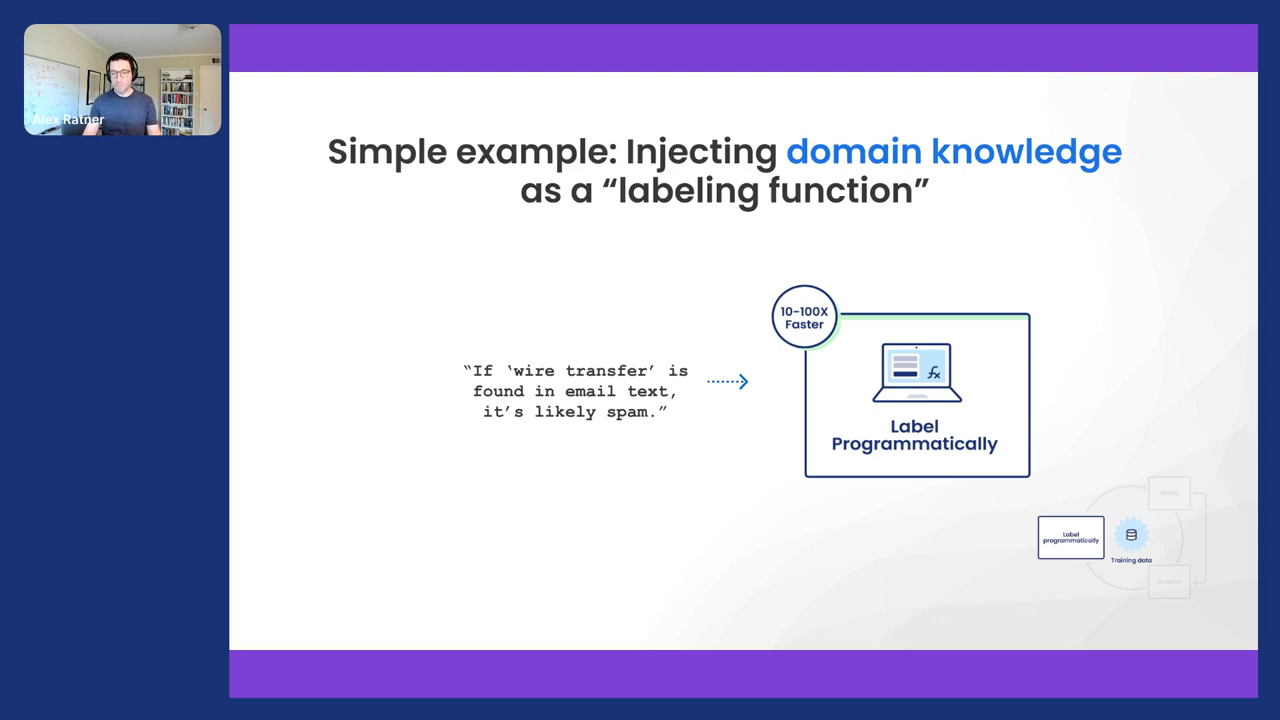 Alex Ratner
Simple example: Injecting domain knowledge
as a “labeling function”
10-100X
Faster
“If ‘wire transfer’ is
found in email text,
it’s likely spam.”
fx
Label
Programmatically
Label
programmatically
Training data